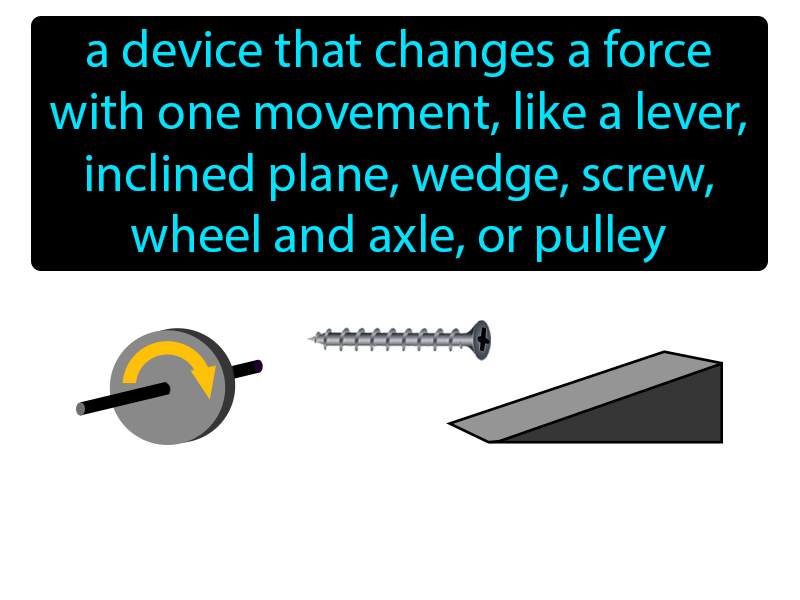 a device that changes a force
with one movement, like a lever,
inclined plane, wedge, screw,
wheel and axle, or pulley